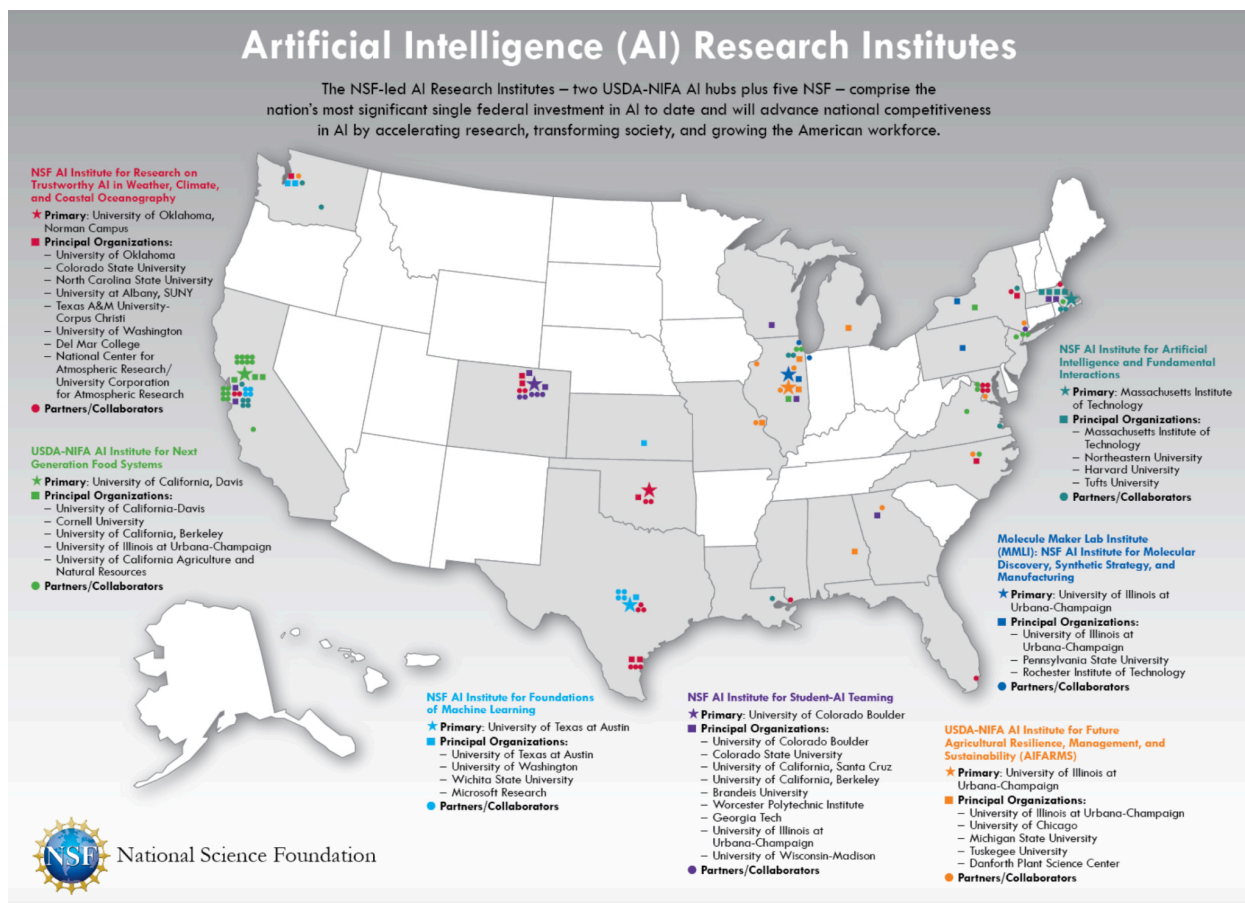 Artificial Intelligence (AI) Research Institutes
The NSF-led AI Research Institutes – two USDA-NIFA AI hubs plus five NSF – comprise the
nation's most significant single federal investment in AI to date and will advance national competitiveness
in AI by accelerating research, transforming society, and growing the American workforce.
NSF AI Institute for Research on
Trustworthy AI in Weather, Climate,
and Coastal Oceanography
Primary: University of Oklahoma,
Norman Campus
Principal Organizations:
– University of Oklahoma
– Colorado State University
– North Carolina State University
– University at Albany, SUNY
– Texas A&M University-
Corpus Christi
– University of Washington
– Del Mar College
– National Center for
Atmospheric Research/
University Corporation
for Atmospheric Research
Partners/Collaborators
USDA-NIFA AI Institute for Next
Generation Food Systems
Primary: University of California, Davis
Principal Organizations:
– University of California-Davis
– Cornell University
– University of California, Berkeley
– University of Illinois at Urbana-Champaign
– University of California Agriculture and
Natural Resources
Partners/Collaborators
NSF AI Institute for Artificial
Intelligence and Fundamental
Interactions
Primary: Massachusetts Institute
of Technology
Principal Organizations:
– Massachusetts Institute of
Technology
– Northeastern University
– Harvard University
– Tufts University
Partners/Collaborators
Molecule Maker Lab Institute
(MMLI): NSF AI Institute for Molecular
Discovery, Synthetic Strategy, and
Manufacturing
Primary: University of Illinois at
Urbana-Champaign
Principal Organizations:
– University of Illinois at
Urbana-Champaign
– Pennsylvania State University
– Rochester Institute of Technology
Partners/Collaborators
NSF AI Institute for Foundations
of Machine Learning
Primary: University of Texas at Austin
Principal Organizations:
– University of Texas at Austin
– University of Washington
– Wichita State University
– Microsoft Research
Partners/Collaborators
NSF AI Institute for Student-AI Teaming
Primary: University of Colorado Boulder
Principal Organizations:
– University of Colorado Boulder
– Colorado State University
– University of California, Santa Cruz
– University of California, Berkeley
– Brandeis University
– Worcester Polytechnic Institute
– Georgia Tech
– University of Illinois at
Urbana-Champaign
– University of Wisconsin-Madison
Partners/Collaborators
USDA-NIFA AI Institute for Future
Agricultural Resilience, Management, and
Sustainability (AIFARMS)
Primary: University of Illinois at
Urbana-Champaign
Principal Organizations:
– University of Illinois at Urbana-Champaign
– University of Chicago
– Michigan State University
– Tuskegee University
– Danforth Plant Science Center
Partners/Collaborators
NSF
National Science Foundation